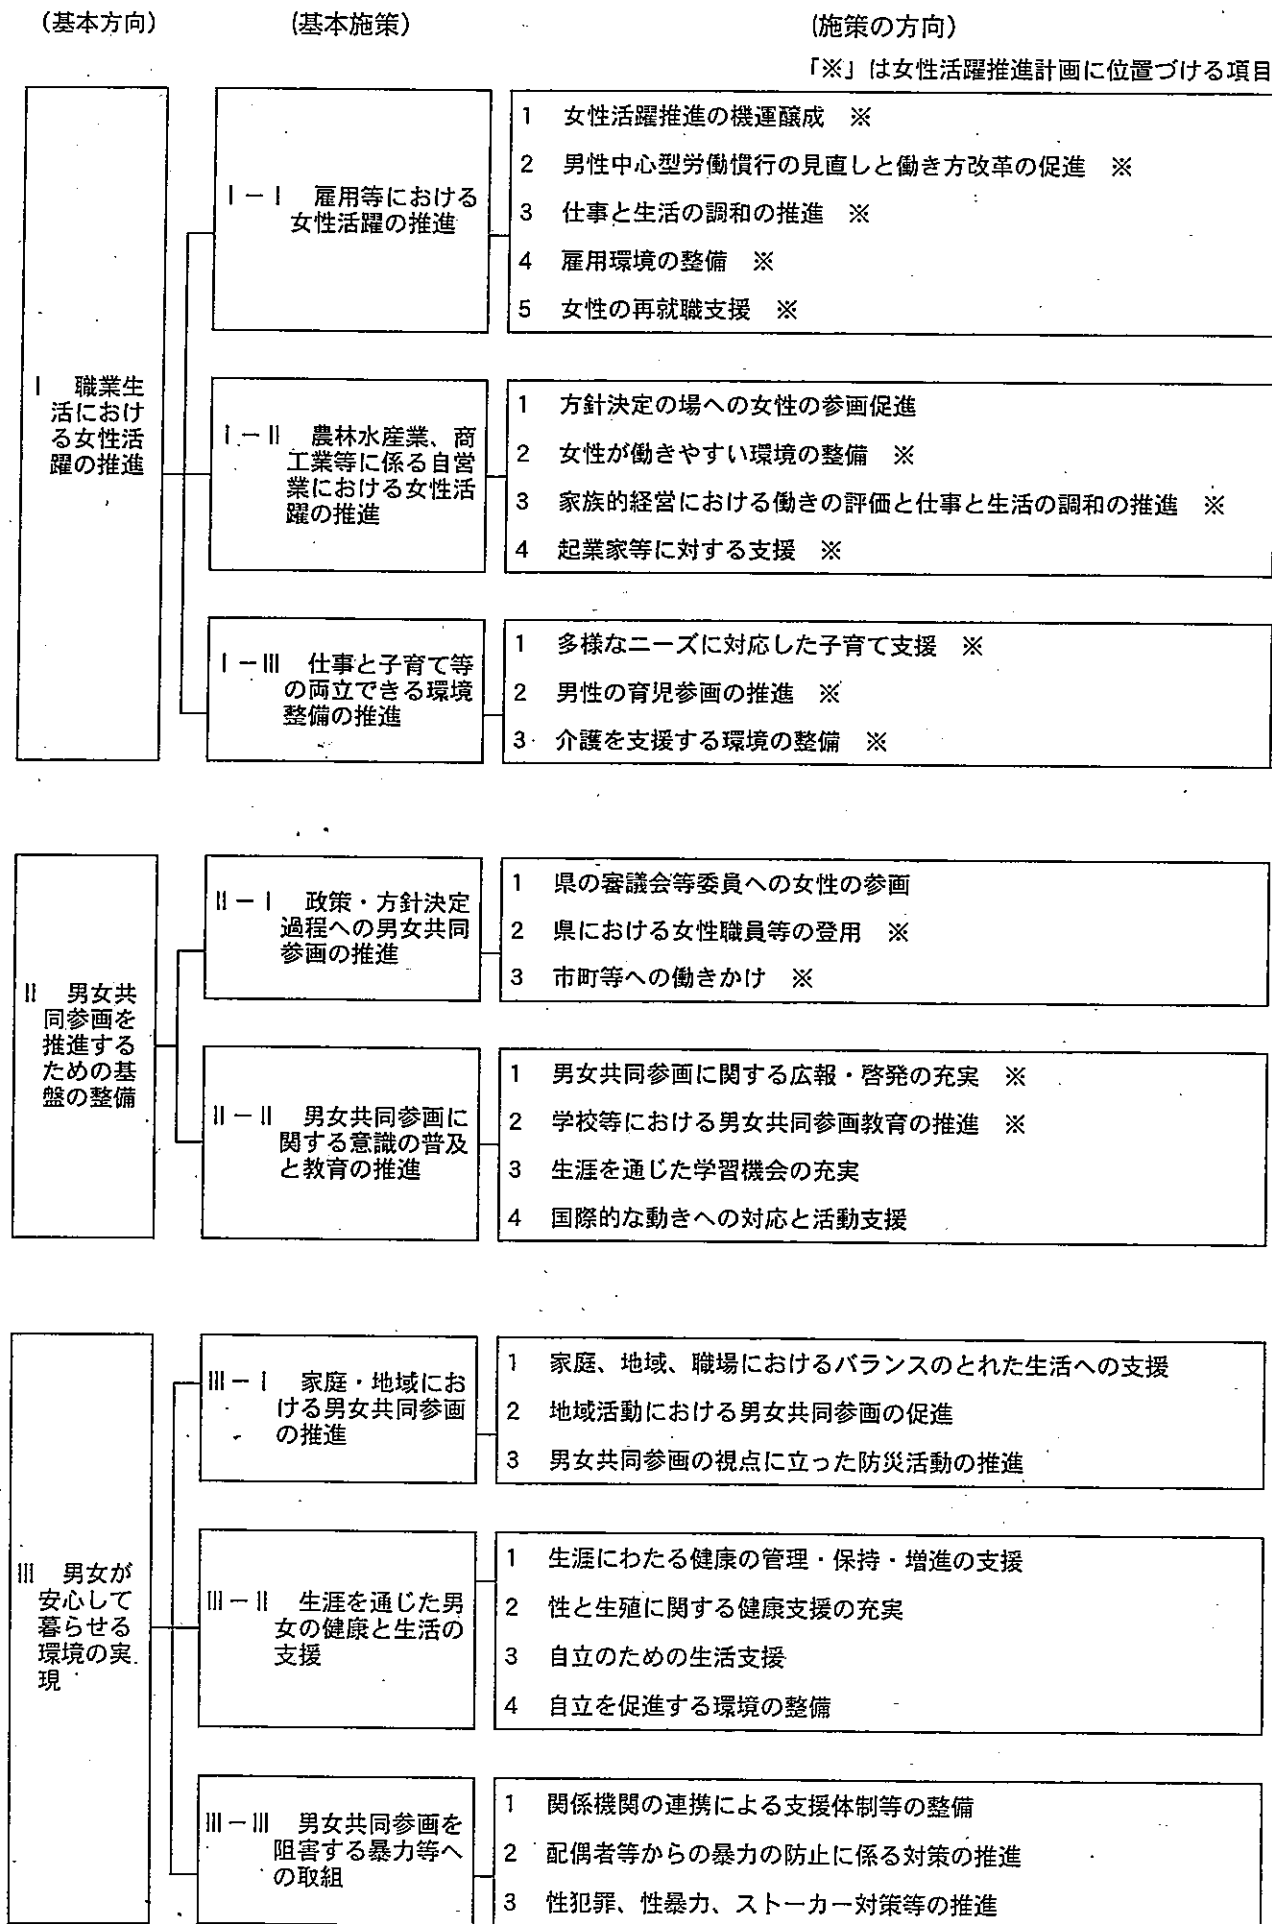 (基本方向)
(基本施策)
(施策の方向)
「※」は女性活躍推進計画に位置づける項目
Ⅰ 職業生
活におけ
る女性活
躍の推進
Ⅰ－Ⅰ 雇用等における
女性活躍の推進
1 女性活躍推進の機運醸成 ※
2 男性中心型労働慣行の見直しと働き方改革の促進 ※
3 仕事と生活の調和の推進 ※
4 雇用環境の整備 ※
5 女性の再就職支援 ※
Ⅰ－Ⅱ 農林水産業、商
工業等に係る自営
業における女性活
躍の推進
1 方針決定の場への女性の参画促進
2 女性が働きやすい環境の整備 ※
3 家族的経営における働きの評価と仕事と生活の調和の推進 ※
4 起業家等に対する支援 ※
Ⅰ－Ⅲ 仕事と子育て等
の両立できる環境
整備の推進
1 多様なニーズに対応した子育て支援 ※
2 男性の育児参画の推進 ※
3 介護を支援する環境の整備 ※
Ⅱ 男女共
同参画を
推進する
ための基
盤の整備
Ⅱ－Ⅰ 政策・方針決定
過程への男女共同
参画の推進
1 県の審議会等委員への女性の参画
2 県における女性職員等の登用 ※
3 市町等への働きかけ ※
Ⅱ－Ⅱ 男女共同参画に
関する意識の普及
と教育の推進
1 男女共同参画に関する広報・啓発の充実 ※
2 学校等における男女共同参画教育の推進 ※
3 生涯を通じた学習機会の充実
4 国際的な動きへの対応と活動支援
Ⅲ 男女が
安心して
暮らせる
環境の実
現
Ⅲ－Ⅰ 家庭・地域にお
ける男女共同参画
の推進
1 家庭、地域、職場におけるバランスのとれた生活への支援
2 地域活動における男女共同参画の促進
3 男女共同参画の視点に立った防災活動の推進
Ⅲ－Ⅱ 生涯を通じた男
女の健康と生活の
支援
1 生涯にわたる健康の管理・保持・増進の支援
2 性と生殖に関する健康支援の充実
3 自立のための生活支援
4 自立を促進する環境の整備
Ⅲ－Ⅲ 男女共同参画を
阻害する暴力等へ
の取組
1 関係機関の連携による支援体制等の整備
2 配偶者等からの暴力の防止に係る対策の推進
3 性犯罪、性暴力、ストーカー対策等の推進